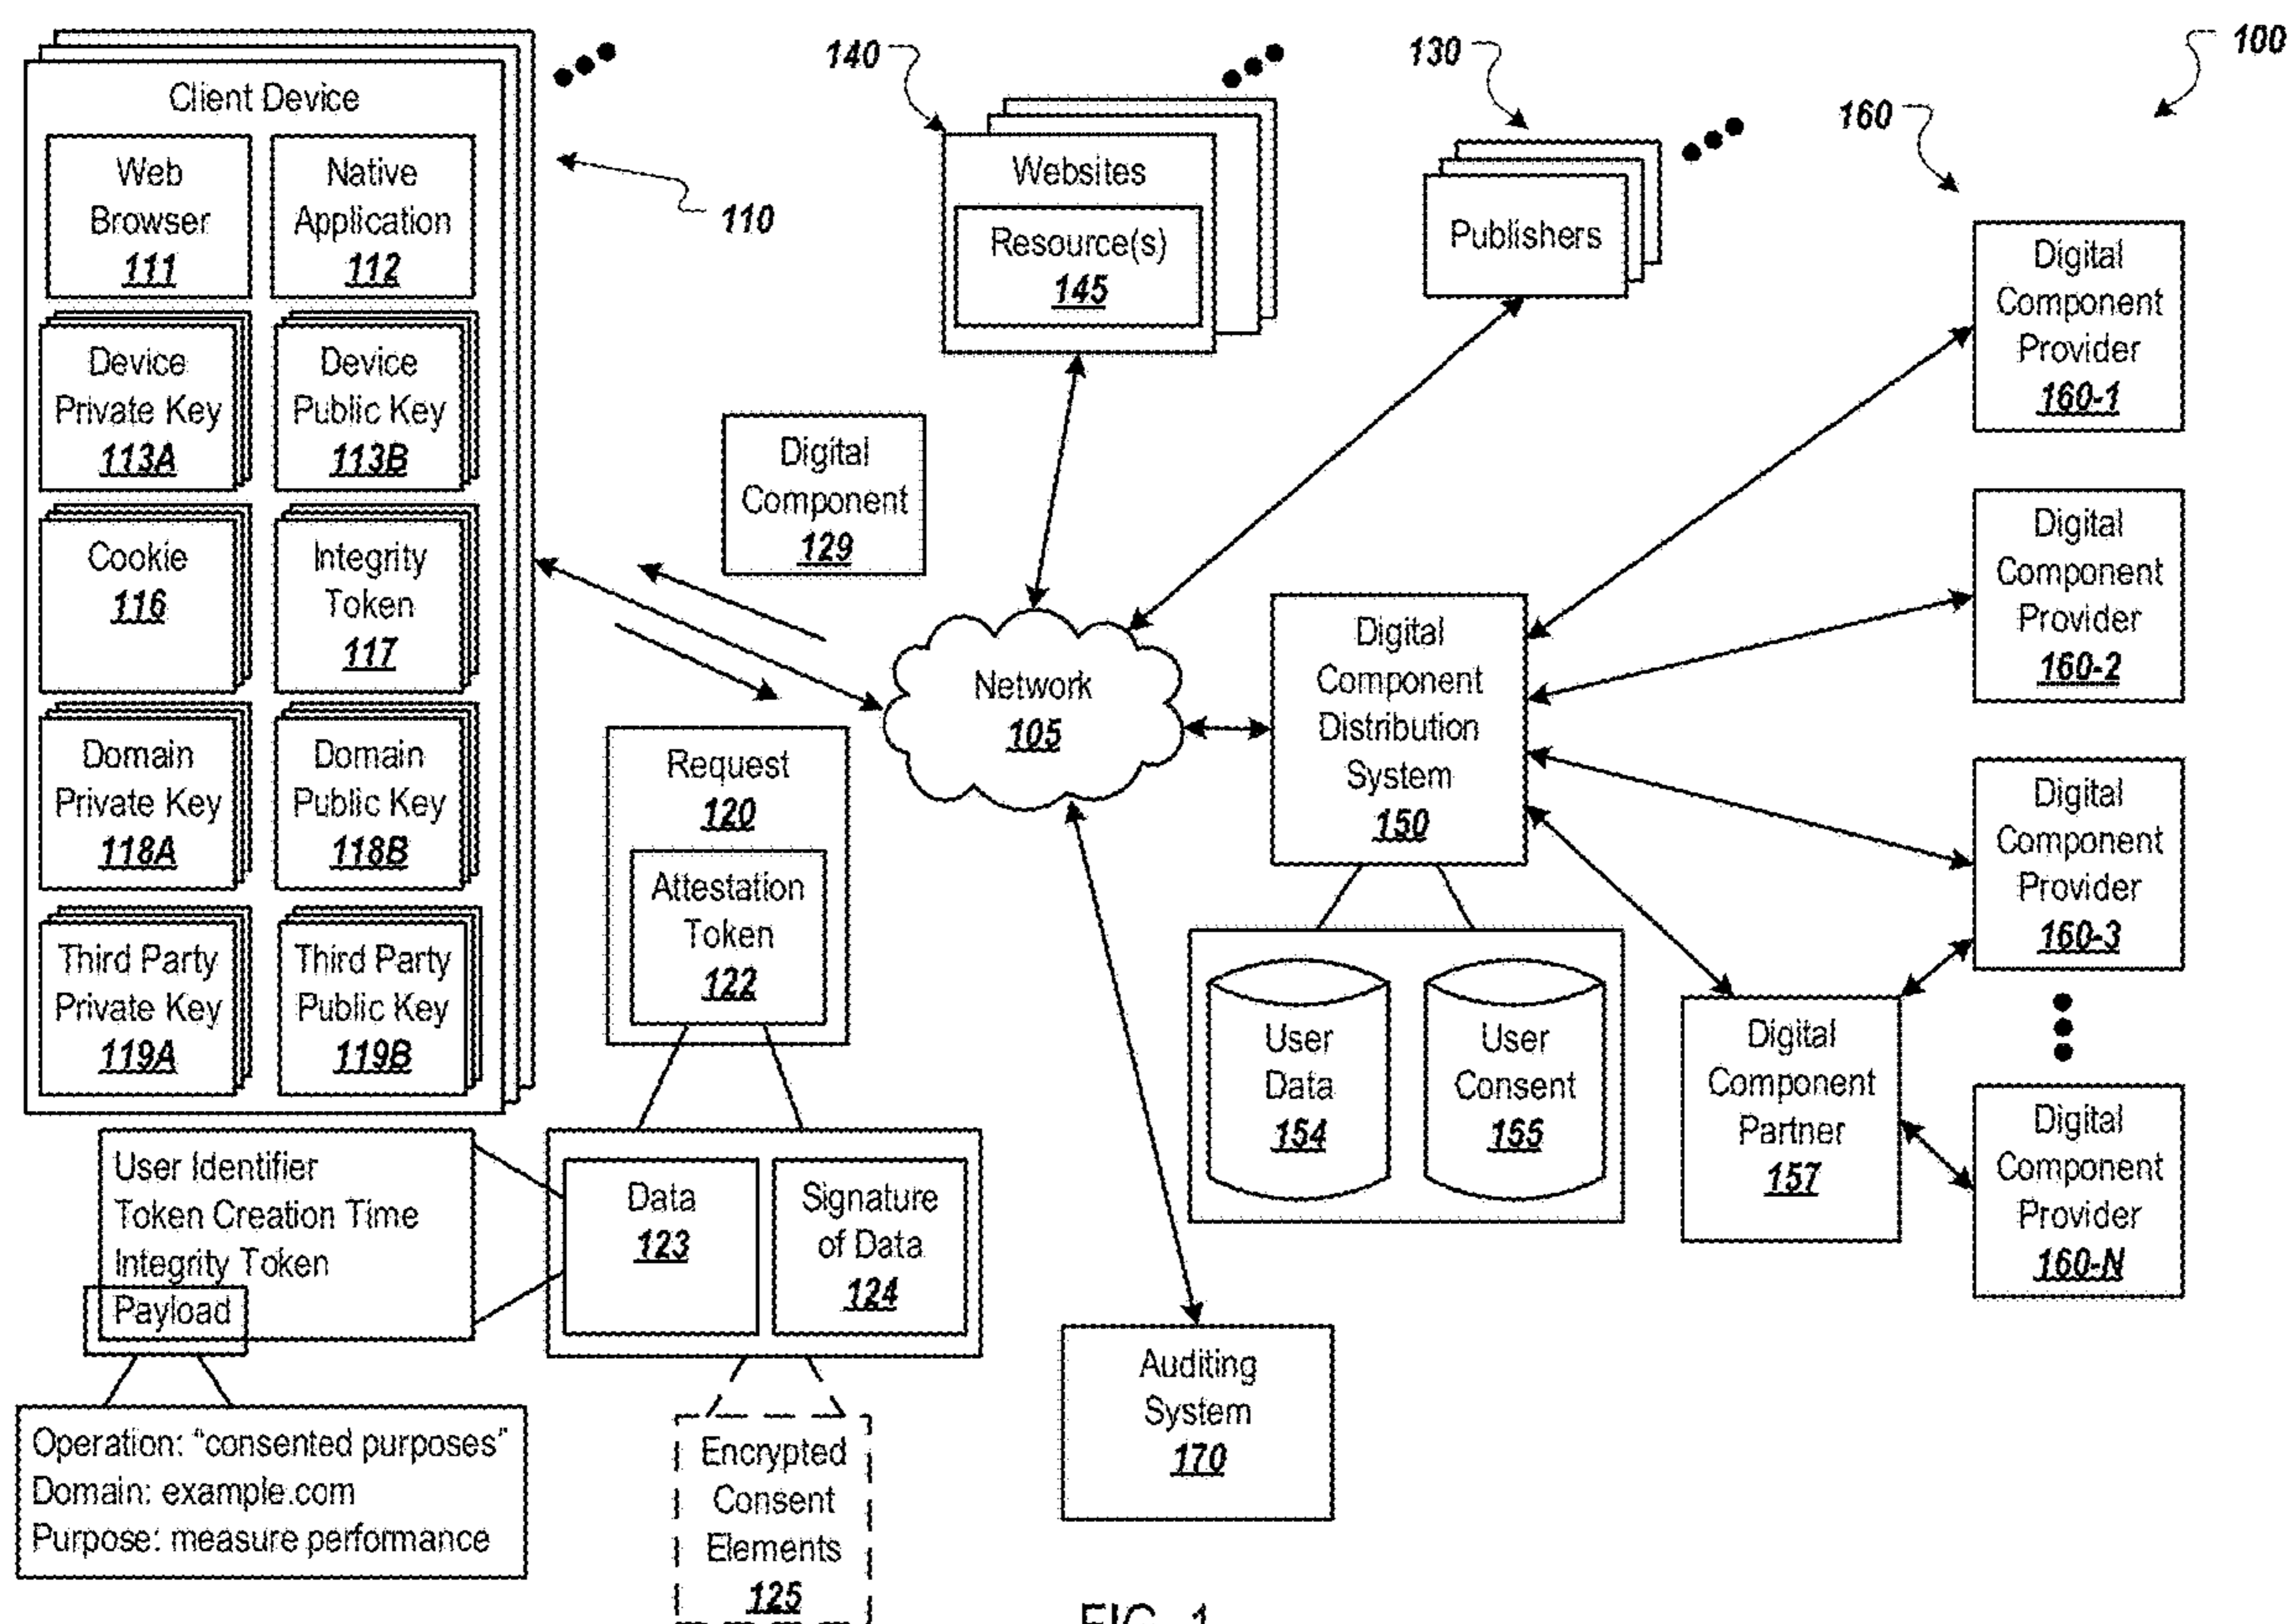 100
110
Client Device
Web
Browser
111
Native
Application
112
Device
Private Key
113A
Device
Public Key
113B
Cookie
116
Integrity
Token
117
Domain
Private Key
118A
Domain
Public Key
118B
Third Party
Private Key
119A
Third Party
Public Key
119B
140
Websites
Resource(s)
145
130
Publishers
160
Digital
Component
Provider
160-1
Digital
Component
Provider
160-2
Digital
Component
Provider
160-3
Digital
Component
Provider
160-N
Digital
Component
129
Network
105
Digital
Component
Distribution
System
150
User
Data
154
User
Consent
155
Digital
Component
Partner
157
Request
120
Attestation
Token
122
Data
123
Signature
of Data
124
User Identifier
Token Creation Time
Integrity Token
Payload
Operation: “consented purposes”
Domain: example.com
Purpose: measure performance
Encrypted
Consent
Elements
125
Auditing
System
170
FIG. 1